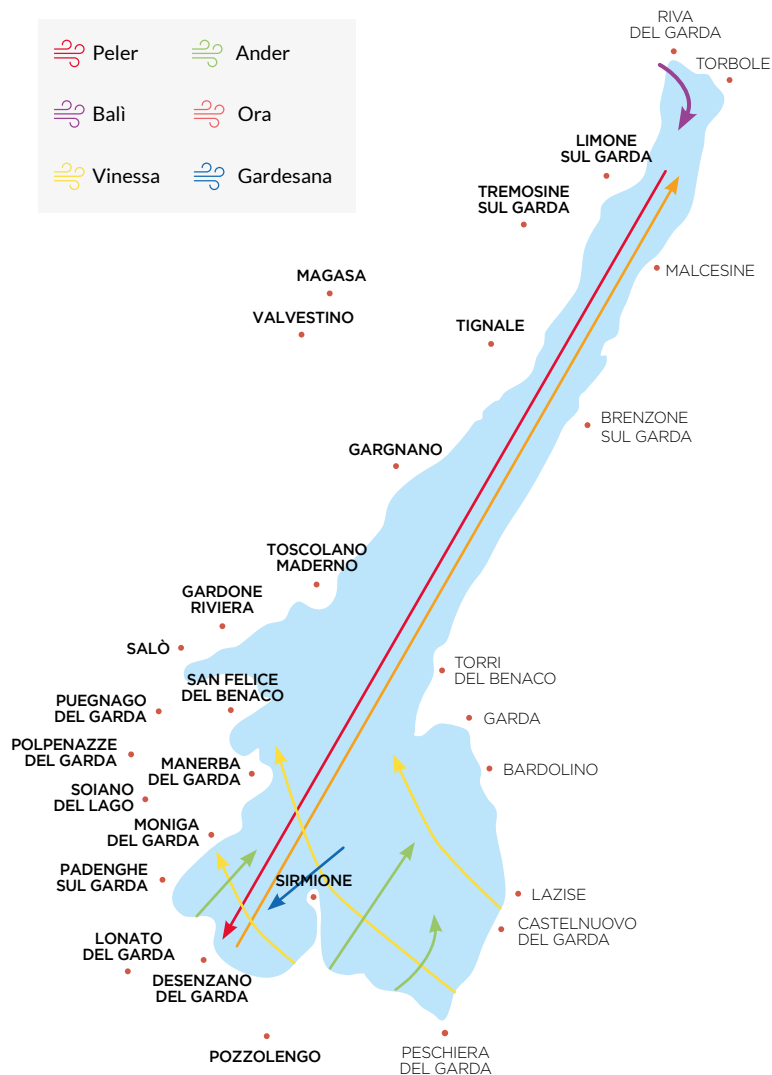 Peler
Ander
Balì
Ora
Vinessa
Gardesana
RIVA
DEL GARDA
TORBOLE
LIMONE
SUL GARDA
TREMOSINE
SUL GARDA
MALCESINE
MAGASA
VALVESTINO
TIGNALE
BRENZONE
SUL GARDA
GARGNANO
TOSCOLANO
MADERNO
GARDONE
RIVIERA
SALÒ
TORRI
DEL BENACO
SAN FELICE
DEL BENACO
PUEGNAGO
DEL GARDA
GARDA
POLPENAZZE
DEL GARDA
MANERBA
DEL GARDA
BARDOLINO
SOIANO
DEL LAGO
MONIGA
DEL GARDA
PADENGHE
SUL GARDA
SIRMIONE
LAZISE
CASTELNUOVO
DEL GARDA
LONATO
DEL GARDA
DESENZANO
DEL GARDA
POZZOLENGO
PESCHIERA
DEL GARDA